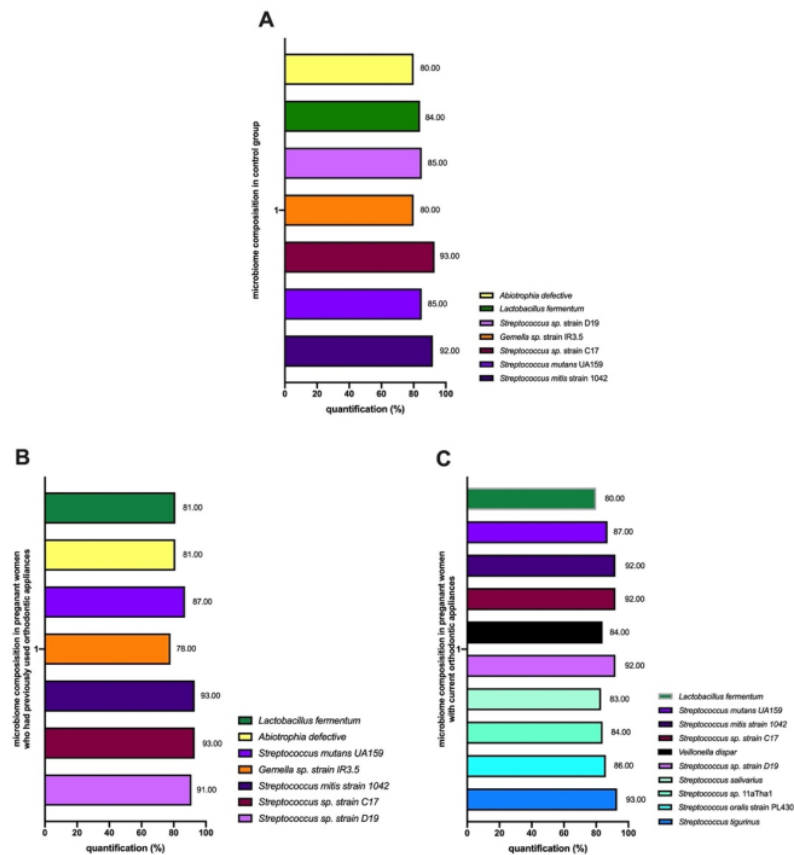 A
microbiome composisition in control group
80.00
84.00
85.00
80.00
1
93.00
85.00
92.00
0 20 40 60 80 100
quantification (%)
Abiotrophia defective
Lactobacillus fermentum
Streptococcus sp. strain D19
Gemella sp. strain IR3.5
Streptococcus sp. strain C17
Streptococcus mutans UA159
Streptococcus mitis strain 1042
B
microbiome composisition in preganant women
who had previously used orthodontic appliances
81.00
81.00
87.00
78.00
1
93.00
93.00
91.00
0 20 40 60 80 100
quantification (%)
Lactobacillus fermentum
Abiotrophia defective
Streptococcus mutans UA159
Gemella sp. strain IR3.5
Streptococcus mitis strain 1042
Streptococcus sp. strain C17
Streptococcus sp. strain D19
C
microbiome composisition in preganant women
with current orthodontic appliances
80.00
87.00
92.00
92.00
84.00
1
92.00
83.00
84.00
86.00
93.00
0 20 40 60 80 100
quantification (%)
Lactobacillus fermentum
Streptococcus mutans UA159
Streptococcus mitis strain 1042
Streptococcus sp. strain C17
Veillonella dispar
Streptococcus sp. strain D19
Streptococcus salivarius
Streptococcus sp. 11aTha1
Streptococcus oralis strain PL430
Streptococcus tigurinus